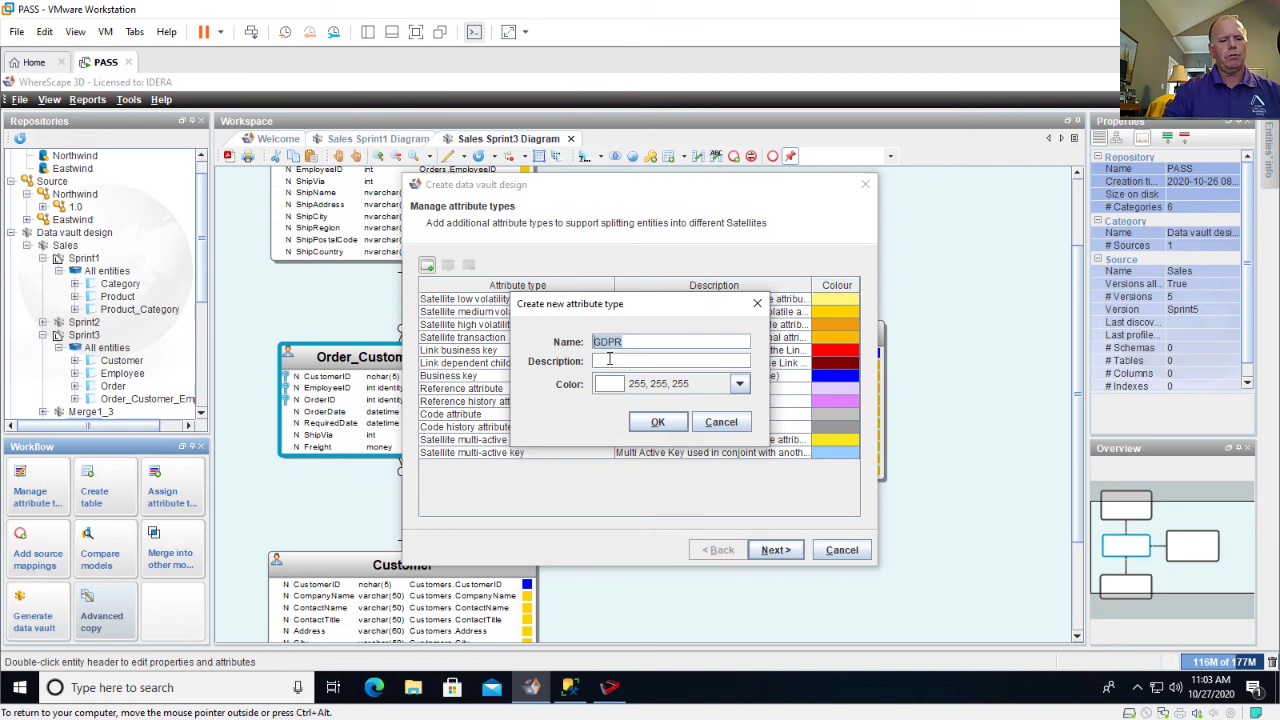 PASS - VMware Workstation
File Edit View VM Tabs Help
Home PASS
WhereScape 3D - Licensed to: IDERA
File View Reports Tools Help
Repositories
Northwind
Eastwind
Source
Northwind
1.0
Eastwind
Data vault design
Sales
Sprint1
All entities
Category
Product
Product_Category
Sprint2
Sprint3
All entities
Customer
Employee
Order
Order_Customer_Em
Merge1_3
Workflow
Manage attribute t...
Create table
Assign attribute t...
Add source mappings
Compare models
Merge into other mo...
Generate data vault
Advanced copy
Workspace
Welcome Sales Sprint1 Diagram Sales Sprint3 Diagram
N EmployeeID int Orders.EmployeeID
N ShipVia int
N ShipName nvarchar
N ShipAddress nvarchar
N ShipCity nvarchar
N ShipRegion nvarchar
N ShipPostalCode nvarchar
N ShipCountry nvarchar
Order_Custome
N CustomerID nchar(5)
N EmployeeID int identity
N OrderID int identity
N OrderDate datetime
N RequiredDate datetime
N ShipVia int
N Freight money
Customer
N CustomerID nchar(5) Customers.CustomerID
N CompanyName varchar(50) Customers.CompanyName
N ContactName varchar(50) Customers.ContactName
N ContactTitle varchar(50) Customers.ContactTitle
N Address varchar(60) Customers.Address
Create data vault design
Manage attribute types
Add additional attribute types to support splitting entities into different Satellites
Attribute type Description Colour
Satellite low volatility
Satellite medium vola
Satellite high volatilit
Satellite transaction
Link business key
Link dependent child
Business key
Reference attribute
Reference history attr
Code attribute
Code history attribute
Satellite multi-active
Satellite multi-active key Multi Active Key used in conjoint with anoth...
Create new attribute type
Name: GDPR
Description:
Color: 255, 255, 255
OK Cancel
< Back Next > Cancel
Properties
Repository
Name PASS
Creation ti... 2020-10-26 08...
Size on disk
# Categories 6
Category
Name Data vault desi...
# Sources 1
Source
Name Sales
Versions True
# Versions 5
Version Sprint5
Last discov...
# Schemas 0
# Tables 0
# Columns 0
# Indexes 0
Entities' info
Overview
Double-click entity header to edit properties and attributes
116M of 177M
Type here to search
11:03 AM
10/27/2020
To return to your computer, move the mouse pointer outside or press Ctrl+Alt.